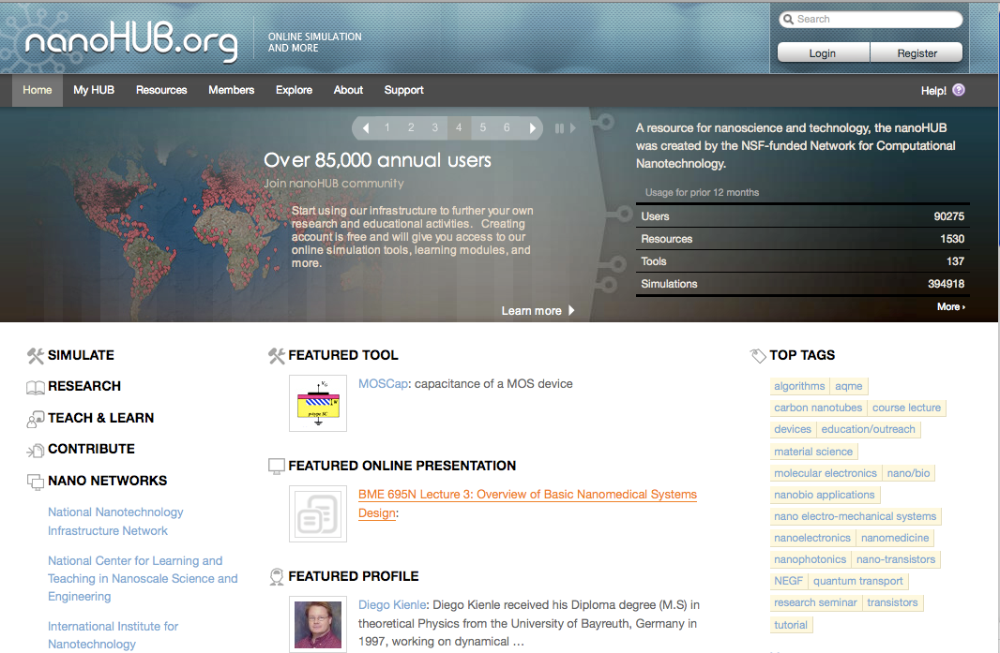 nanoHUB.org
ONLINE SIMULATION
AND MORE
Search
Login
Register
Home
My HUB
Resources
Members
Explore
About
Support
Help!
1 2 3 4 5 6
Over 85,000 annual users
Join nanoHUB community
Start using our infrastructure to further your own
research and educational activities. Creating
account is free and will give you access to our
online simulation tools, learning modules, and
more.
Learn more
A resource for nanoscience and technology, the nanoHUB
was created by the NSF-funded Network for Computational
Nanotechnology.
Usage for prior 12 months
Users 90275
Resources 1530
Tools 137
Simulations 394918
More ›
SIMULATE
RESEARCH
TEACH & LEARN
CONTRIBUTE
NANO NETWORKS
National Nanotechnology
Infrastructure Network
National Center for Learning and
Teaching in Nanoscale Science and
Engineering
International Institute for
Nanotechnology
FEATURED TOOL
MOSCap: capacitance of a MOS device
FEATURED ONLINE PRESENTATION
BME 695N Lecture 3: Overview of Basic Nanomedical Systems
Design:
FEATURED PROFILE
Diego Kienle: Diego Kienle received his Diploma degree (M.S) in
theoretical Physics from the University of Bayreuth, Germany in
1997, working on dynamical ...
TOP TAGS
algorithms aqme
carbon nanotubes course lecture
devices education/outreach
material science
molecular electronics nano/bio
nanobio applications
nano electro-mechanical systems
nanoelectronics nanomedicine
nanophotonics nano-transistors
NEGF quantum transport
research seminar transistors
tutorial